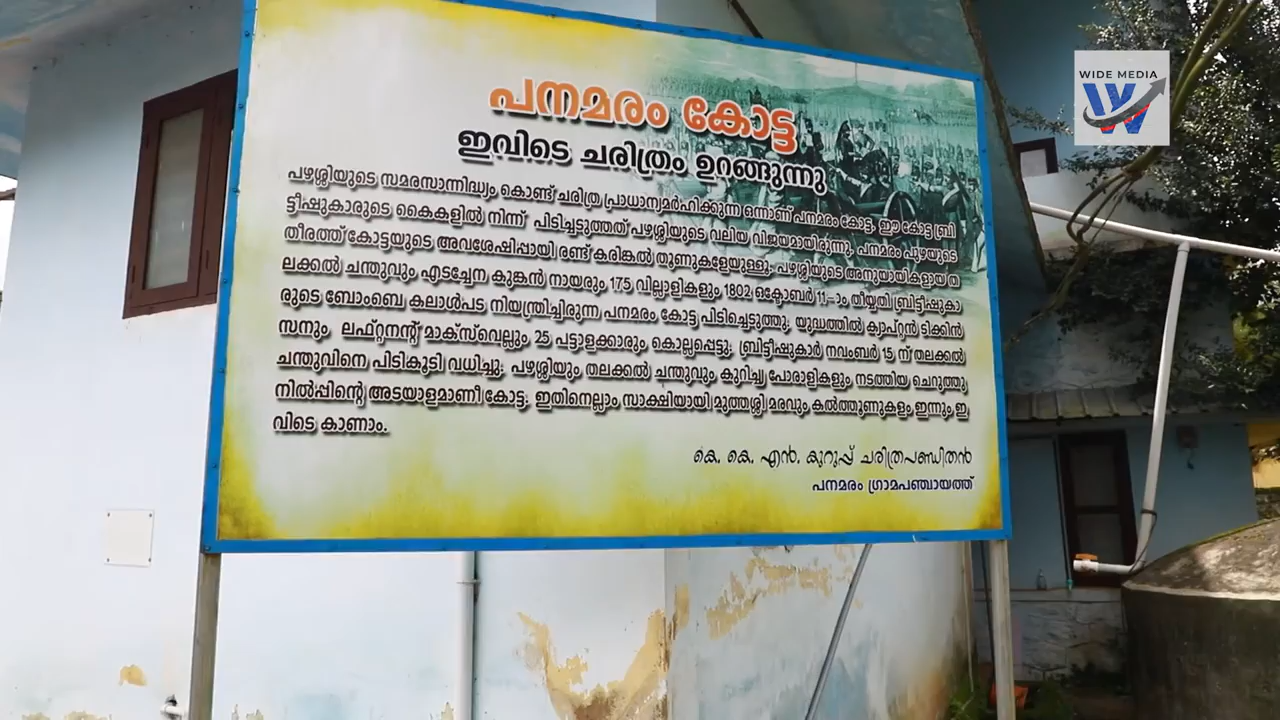 പനമരം കോട്ട
ഇവിടെ ചരിത്രം ഉറങ്ങുന്നു
പഴശ്ശിയുടെ സമരസാന്നിദ്ധ്യം കൊണ്ട് ചരിത്ര പ്രാധാന്യമർഹിക്കുന്ന ഒന്നാണ് പനമരം കോട്ട. ഈ കോട്ട ബ്രി
ട്ടീഷുകാരുടെ കൈകളിൽ നിന്ന് പിടിച്ചടുത്തത് പഴശ്ശിയുടെ വലിയ വിജയമായിരുന്നു. പനമരം പുഴയുടെ
തീരത്ത് കോട്ടയുടെ അവശേഷിപ്പായി രണ്ട് കരിങ്കൽ തൂണുകളേയുള്ളൂ. പഴശ്ശിയുടെ അനുയായികളായ ത
ലക്കൽ ചന്തുവും എടച്ചേന കുങ്കൻ നായരും 175 വില്ലാളികളും 1802 ഒക്ടോബർ 11-ാം തീയ്യതി ബ്രിട്ടീഷുകാ
രുടെ ബോംബെ കലാൾപട നിയന്ത്രിച്ചിരുന്ന പനമരം കോട്ട പിടിച്ചെടുത്തു. യുദ്ധത്തിൽ ക്യാപ്റ്റൻ ടിക്കിൻ
സനും ലഫ്റ്റനന്റ് മാക്സ്‌വെല്ലും 25 പട്ടാളക്കാരും കൊല്ലപ്പെട്ടു. ബ്രിട്ടീഷുകാർ നവംബർ 15 ന് തലക്കൽ
ചന്തുവിനെ പിടികൂടി വധിച്ചു. പഴശ്ശിയും തലക്കൽ ചന്തുവും കുറിച്ച്യ പോരാളികളും നടത്തിയ ചെറുത്തു
നിൽപ്പിന്റെ അടയാളമാണീ കോട്ട. ഇതിനെല്ലാം സാക്ഷിയായി മുത്തശ്ശി മരവും കൽത്തൂണുകളം ഇന്നും ഇ
വിടെ കാണാം.
കെ. കെ. എൻ. കുറുപ്പ് ചരിത്രപണ്ഡിതൻ
പനമരം ഗ്രാമപഞ്ചായത്ത്
WIDE MEDIA
W